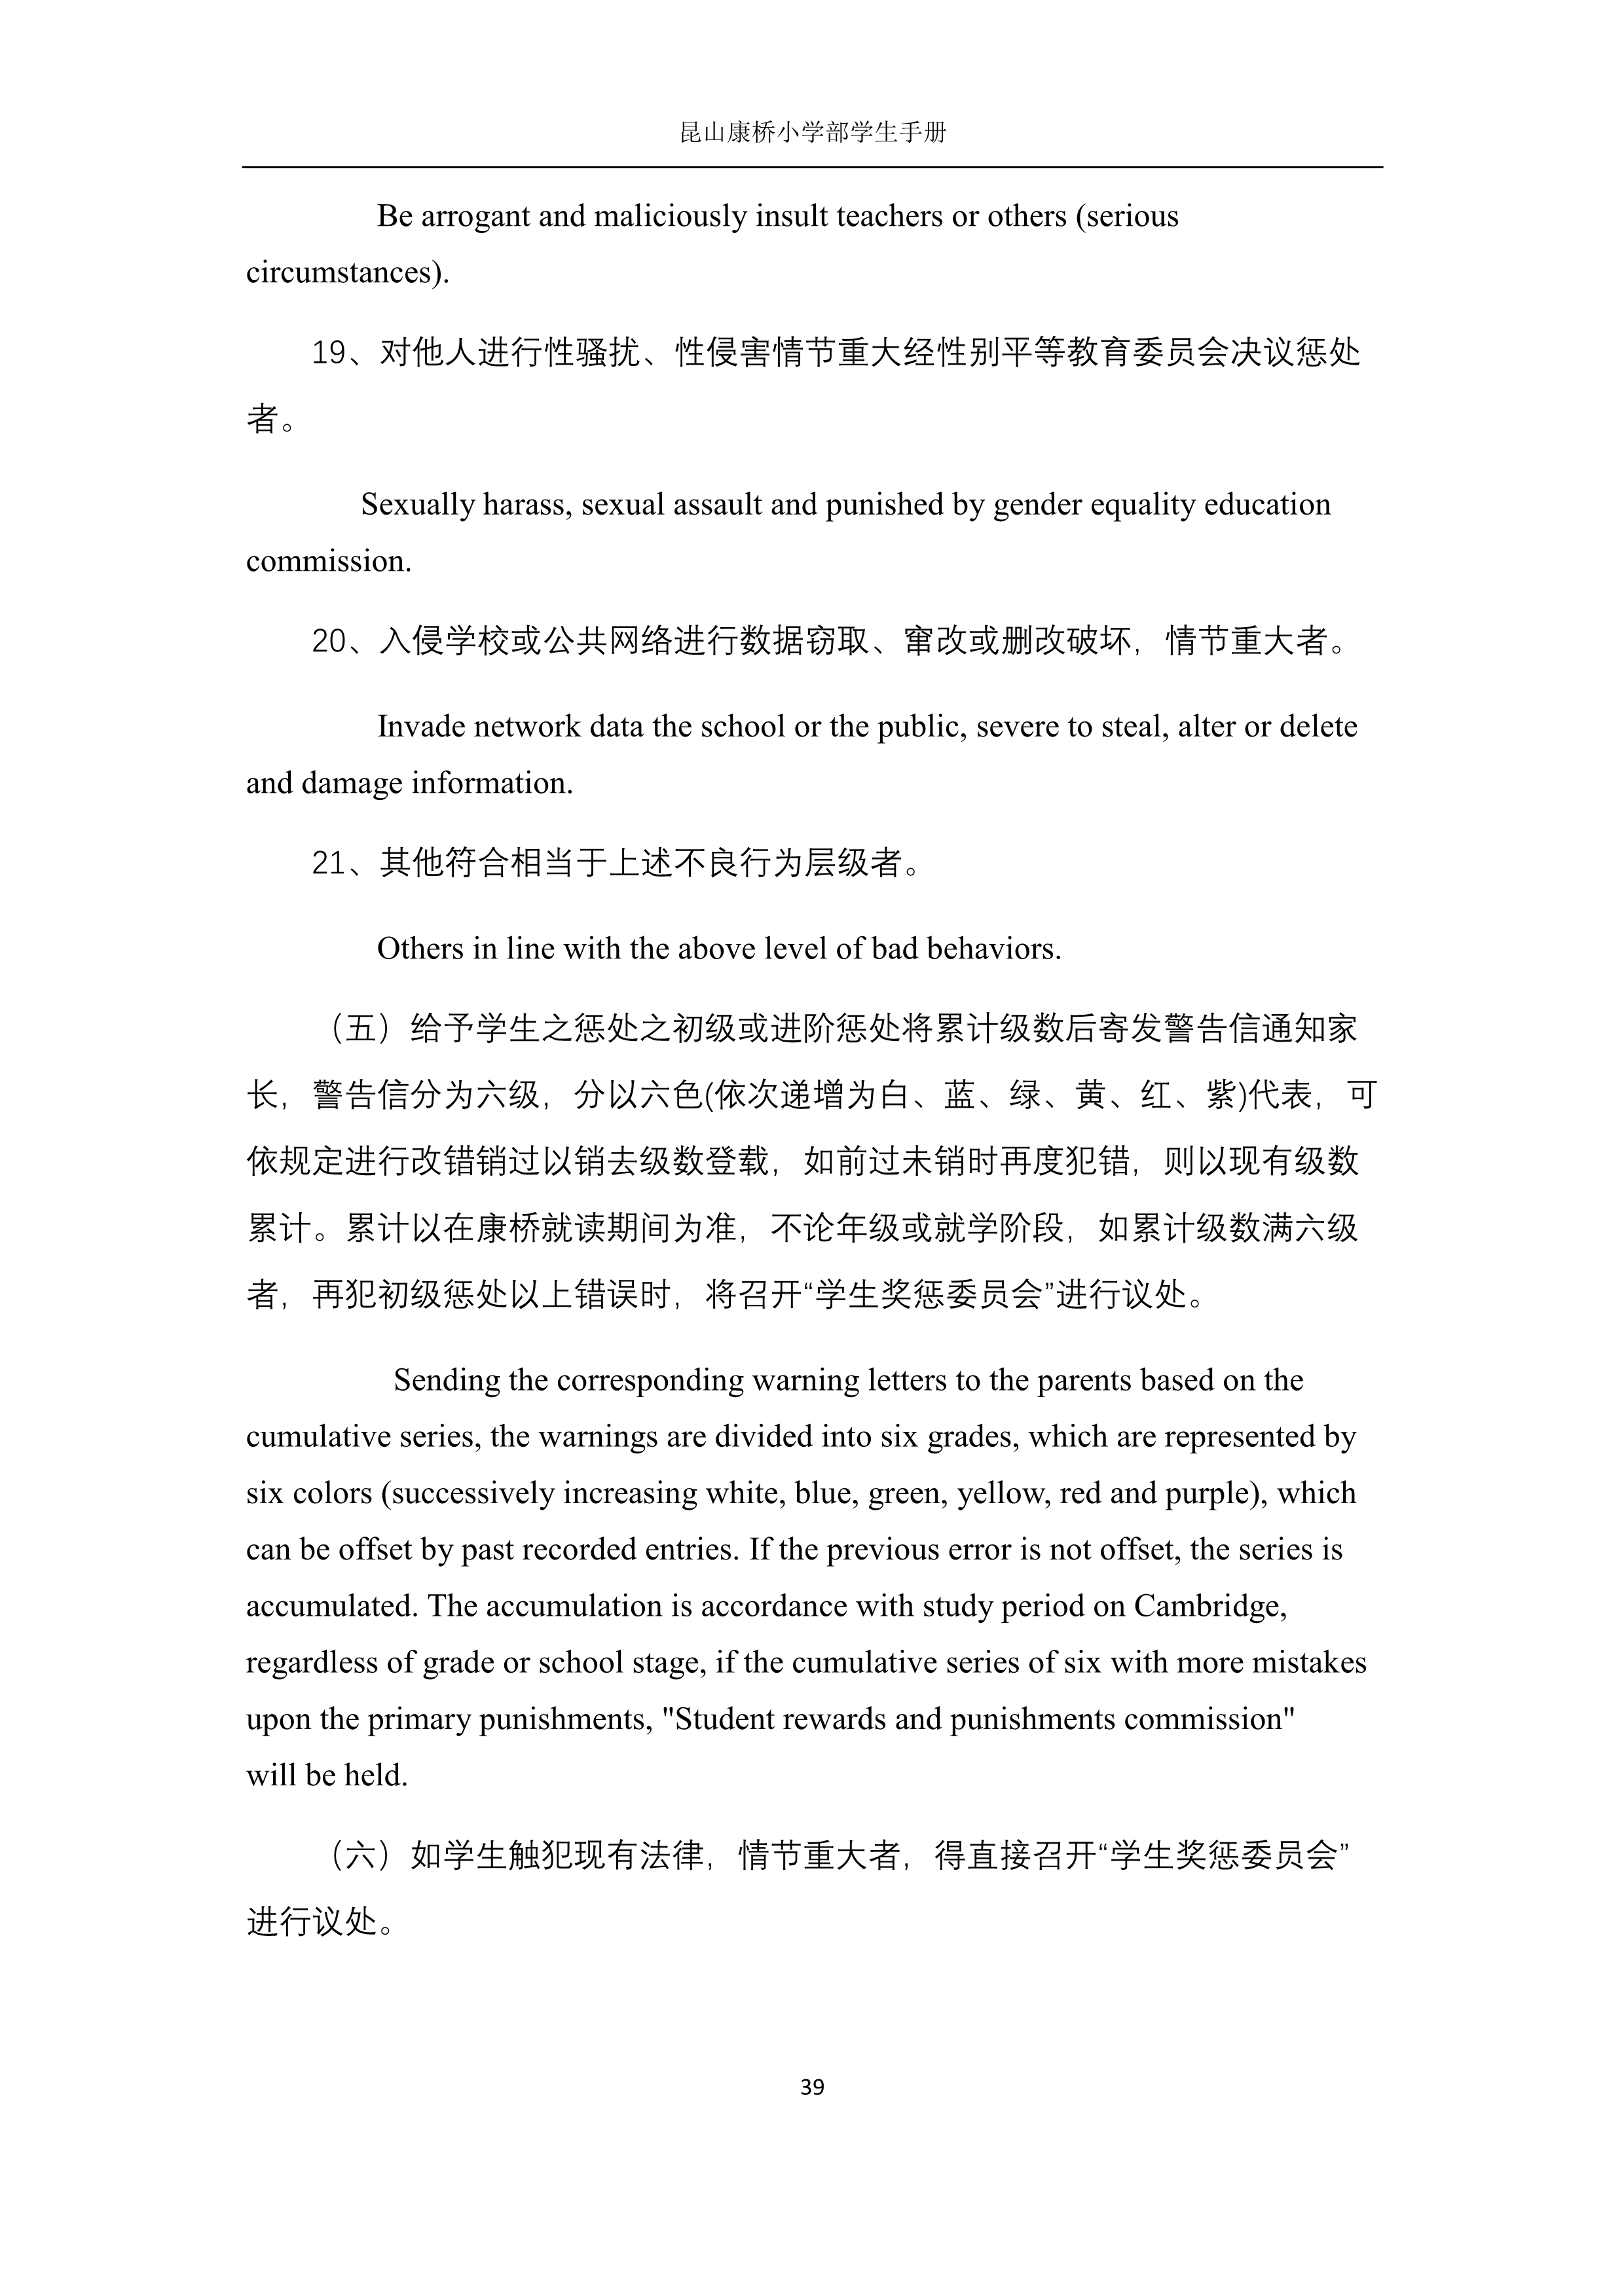 昆山康桥小学部学生手册
Be arrogant and maliciously insult teachers or others (serious
circumstances).
19、对他人进行性骚扰、性侵害情节重大经性别平等教育委员会决议惩处
者。
Sexually harass, sexual assault and punished by gender equality education
commission.
20、入侵学校或公共网络进行数据窃取、窜改或删改破坏，情节重大者。
Invade network data the school or the public, severe to steal, alter or delete
and damage information.
21、其他符合相当于上述不良行为层级者。
Others in line with the above level of bad behaviors.
（五）给予学生之惩处之初级或进阶惩处将累计级数后寄发警告信通知家
长，警告信分为六级，分以六色(依次递增为白、蓝、绿、黄、红、紫)代表，可
依规定进行改错销过以销去级数登载，如前过未销时再度犯错，则以现有级数
累计。累计以在康桥就读期间为准，不论年级或就学阶段，如累计级数满六级
者，再犯初级惩处以上错误时，将召开“学生奖惩委员会”进行议处。
Sending the corresponding warning letters to the parents based on the
cumulative series, the warnings are divided into six grades, which are represented by
six colors (successively increasing white, blue, green, yellow, red and purple), which
can be offset by past recorded entries. If the previous error is not offset, the series is
accumulated. The accumulation is accordance with study period on Cambridge,
regardless of grade or school stage, if the cumulative series of six with more mistakes
upon the primary punishments, "Student rewards and punishments commission"
will be held.
（六）如学生触犯现有法律，情节重大者，得直接召开“学生奖惩委员会”
进行议处。
39